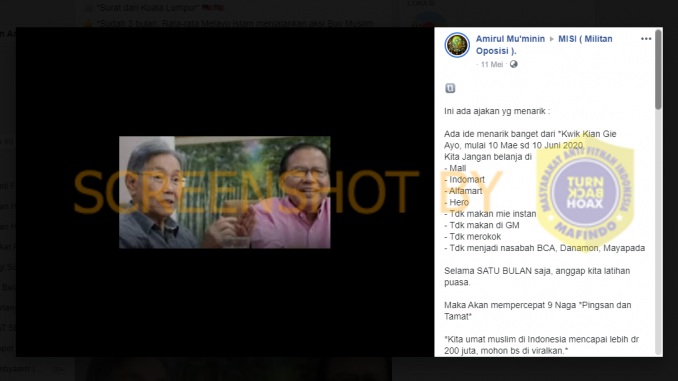 "Surat dari Kuala Lumpur"
Amirul Mu'minin ▸ MISI ( Militan
Oposisi ).
· 11 Mei ·
Ini ada ajakan yg menarik :
Ada ide menarik banget dari *Kwik Kian Gie
Ayo, mulai 10 Mae sd 10 Juni 2020
Kita Jangan belanja di
- Mall
- Indomart
- Alfamart
- Hero
- Tdk makan mie instan
- Tdk makan di GM
- Tdk merokok
- Tdk menjadi nasabah BCA, Danamon, Mayapada
Selama SATU BULAN saja, anggap kita latihan
puasa.
Maka Akan mempercepat 9 Naga *Pingsan dan
Tamat*
*Kita umat muslim di Indonesia mencapai lebih dr
200 juta, mohon bs di viralkan.*
SCREENSHOT BY
MASYARAKAT ANTI FITNAH INDONESIA
TURN
BACK
HOAX
MAFINDO